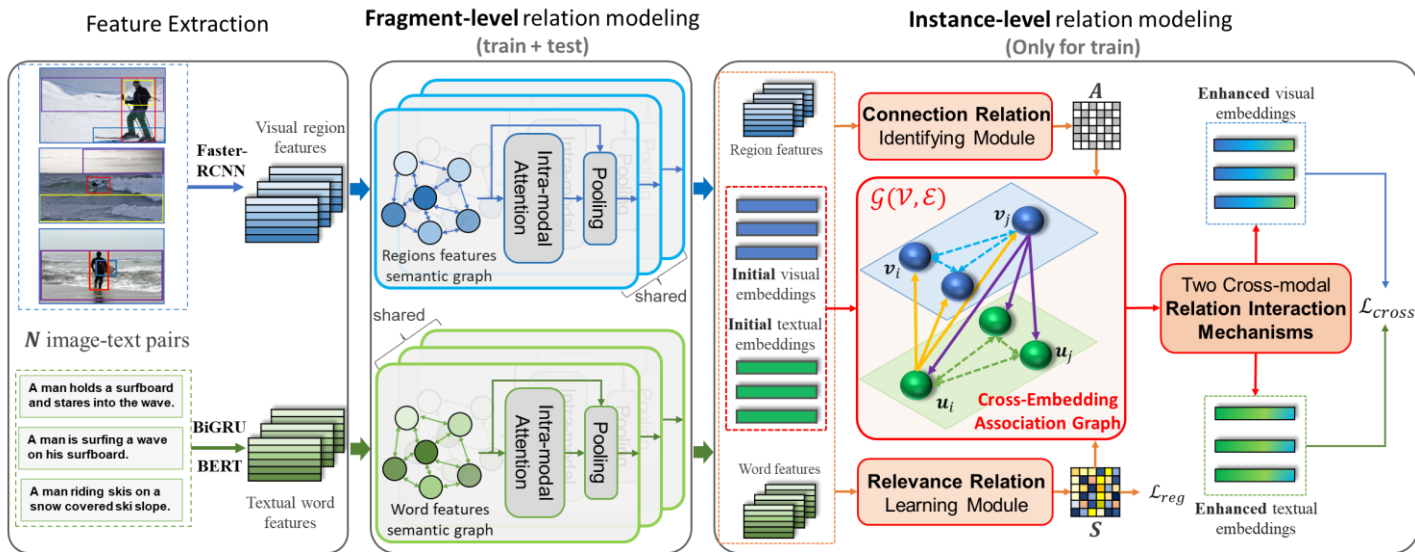 Feature Extraction
Fragment-level relation modeling
(train + test)
Instance-level relation modeling
(Only for train)
Faster-
RCNN
Visual region
features
N image-text pairs
A man holds a surfboard
and stares into the wave.
A man is surfing a wave
on his surfboard.
A man riding skis on a
snow covered ski slope.
BiGRU
BERT
Textual word
features
Intra-modal
Attention
Pooling
Pooling
Regions features
semantic graph
shared
shared
Intra-modal
Attention
Pooling
Pooling
Word features
semantic graph
Region features
Connection Relation
Identifying Module
A
Initial visual
embeddings
Initial textual
embeddings
G(V, E)
v_j
v_i
u_j
u_i
Cross-Embedding
Association Graph
Word features
Relevance Relation
Learning Module
S
L_reg
Enhanced visual
embeddings
Two Cross-modal
Relation Interaction
Mechanisms
L_cross
Enhanced textual
embeddings